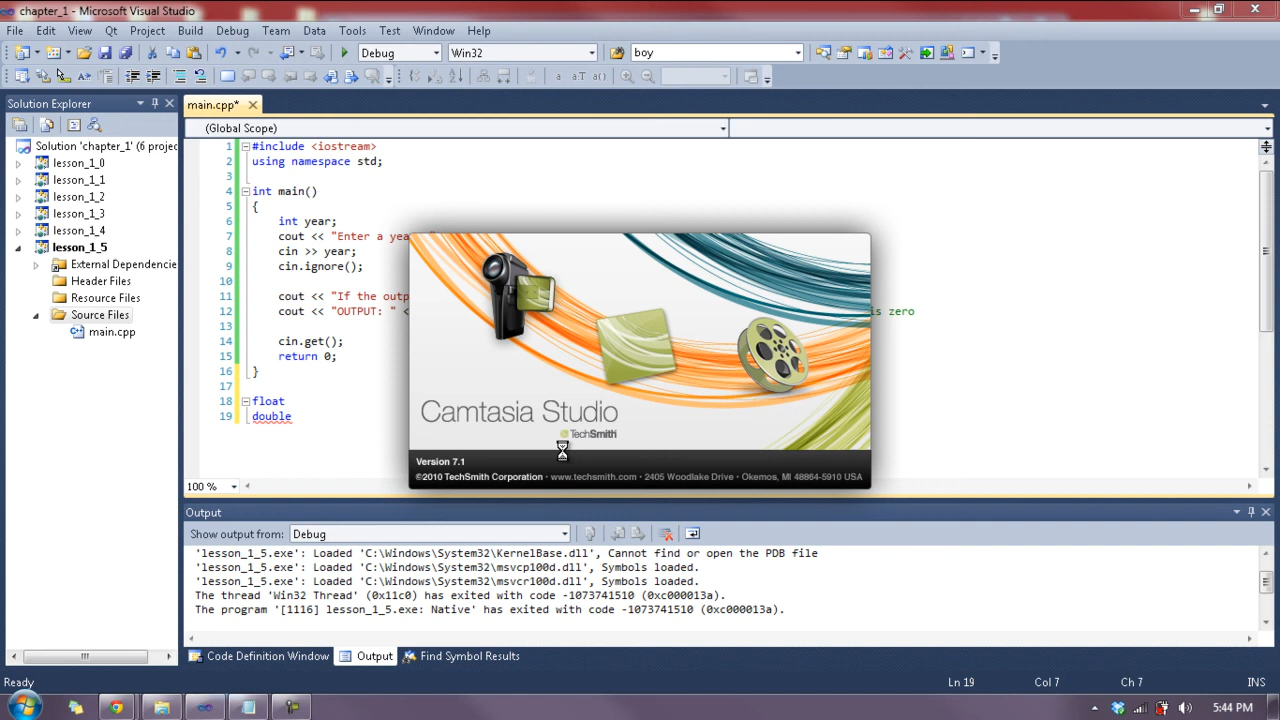 chapter_1 - Microsoft Visual Studio
File Edit View Qt Project Build Debug Team Data Tools Test Window Help
Debug Win32 boy
Solution Explorer
main.cpp*
(Global Scope)
Solution 'chapter_1' (6 projec
lesson_1_0
lesson_1_1
lesson_1_2
lesson_1_3
lesson_1_4
lesson_1_5
External Dependencie
Header Files
Resource Files
Source Files
main.cpp
1 #include <iostream>
2 using namespace std;
3
4 int main()
5 {
6 int year;
7 cout << "Enter a yea
8 cin >> year;
9 cin.ignore();
10
11 cout << "If the outp
12 cout << "OUTPUT: " < is zero
13
14 cin.get();
15 return 0;
16 }
17
18 float
19 double
Camtasia Studio
TechSmith
Version 7.1
©2010 TechSmith Corporation · www.techsmith.com · 2405 Woodlake Drive · Okemos, MI 48864-5910 USA
100 %
Output
Show output from: Debug
'lesson_1_5.exe': Loaded 'C:\Windows\System32\KernelBase.dll', Cannot find or open the PDB file
'lesson_1_5.exe': Loaded 'C:\Windows\System32\msvcp100d.dll', Symbols loaded.
'lesson_1_5.exe': Loaded 'C:\Windows\System32\msvcr100d.dll', Symbols loaded.
The thread 'Win32 Thread' (0x11c0) has exited with code -1073741510 (0xc000013a).
The program '[1116] lesson_1_5.exe: Native' has exited with code -1073741510 (0xc000013a).
Code Definition Window Output Find Symbol Results
Ready Ln 19 Col 7 Ch 7 INS
5:44 PM